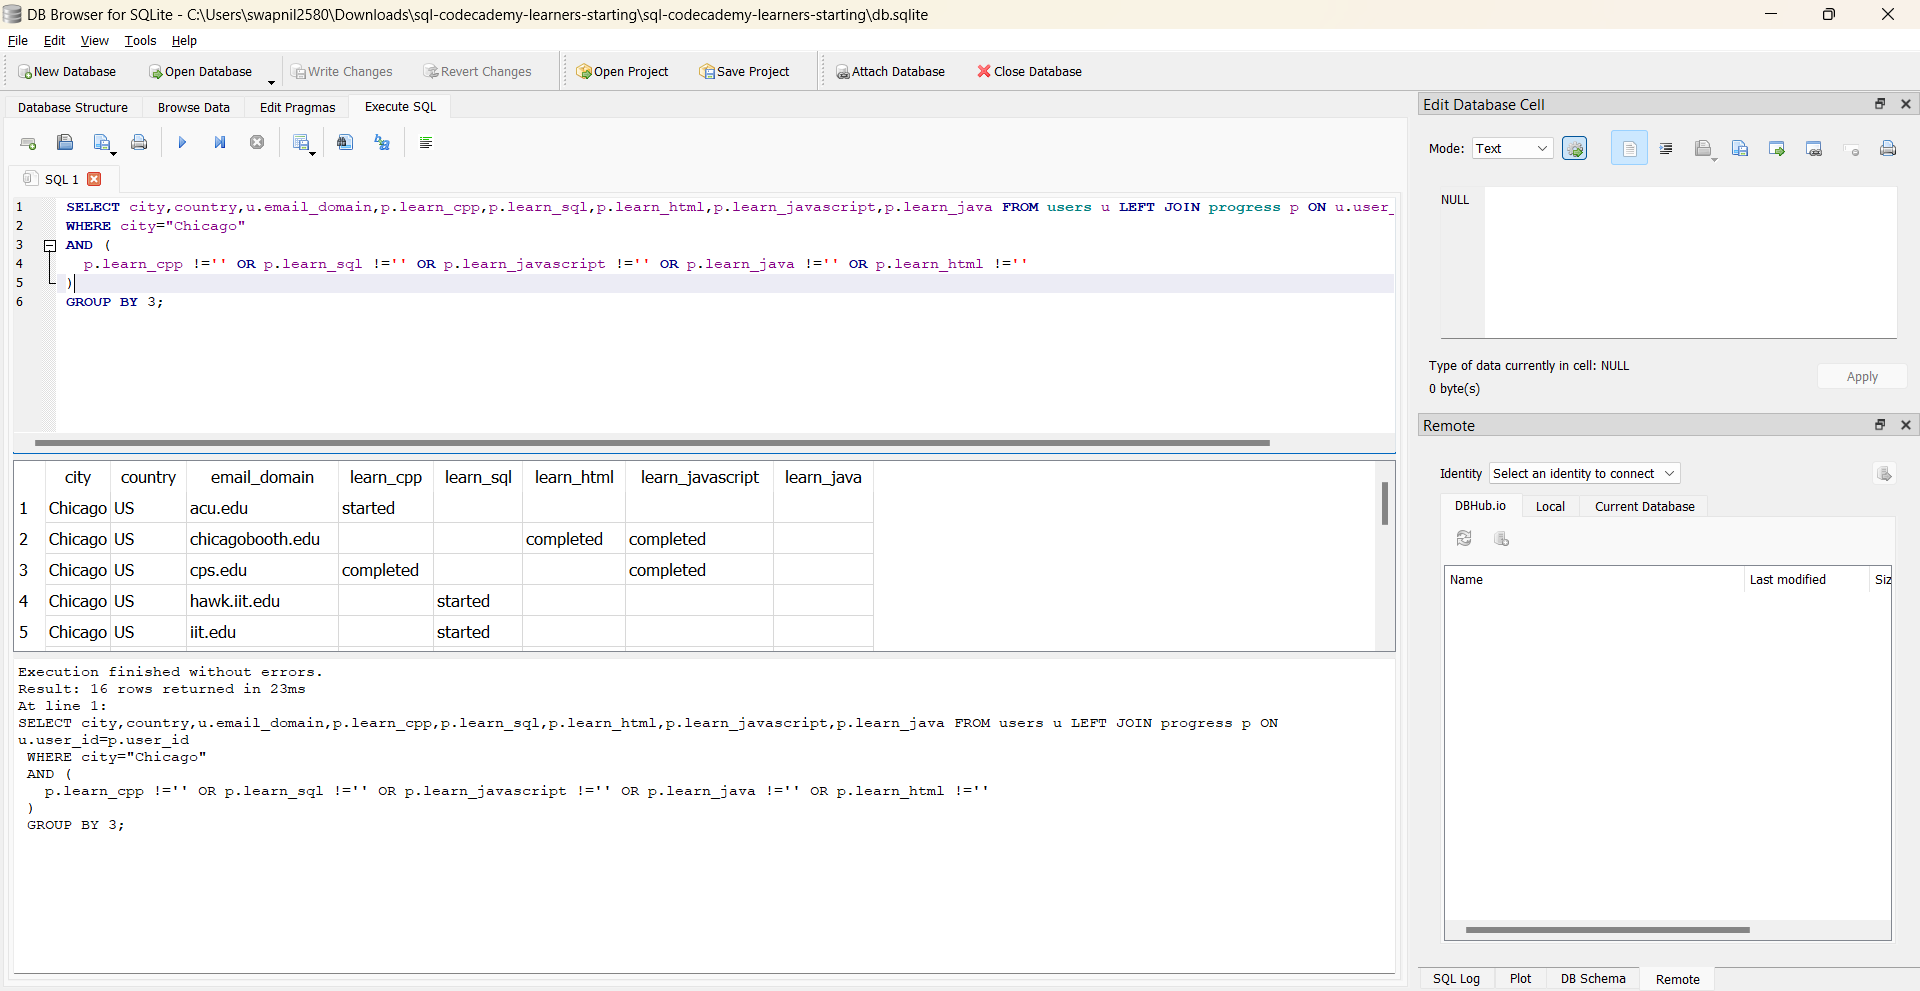 DB Browser for SQLite - C:\Users\swapnil2580\Downloads\sql-codecademy-learners-starting\sql-codecademy-learners-starting\db.sqlite
File Edit View Tools Help
New Database Open Database Write Changes Revert Changes Open Project Save Project Attach Database Close Database
Database Structure Browse Data Edit Pragmas Execute SQL
SQL 1
1 SELECT city,country,u.email_domain,p.learn_cpp,p.learn_sql,p.learn_html,p.learn_javascript,p.learn_java FROM users u LEFT JOIN progress p ON u.user_
2 WHERE city="Chicago"
3 AND (
4 p.learn_cpp !='' OR p.learn_sql !='' OR p.learn_javascript !='' OR p.learn_java !='' OR p.learn_html !=''
5 )
6 GROUP BY 3;
city country email_domain learn_cpp learn_sql learn_html learn_javascript learn_java
1 Chicago US acu.edu started
2 Chicago US chicagobooth.edu completed completed
3 Chicago US cps.edu completed completed
4 Chicago US hawk.iit.edu started
5 Chicago US iit.edu started
Execution finished without errors.
Result: 16 rows returned in 23ms
At line 1:
SELECT city,country,u.email_domain,p.learn_cpp,p.learn_sql,p.learn_html,p.learn_javascript,p.learn_java FROM users u LEFT JOIN progress p ON
u.user_id=p.user_id
WHERE city="Chicago"
AND (
p.learn_cpp !='' OR p.learn_sql !='' OR p.learn_javascript !='' OR p.learn_java !='' OR p.learn_html !=''
)
GROUP BY 3;
Edit Database Cell
Mode: Text
NULL
Type of data currently in cell: NULL
0 byte(s)
Apply
Remote
Identity Select an identity to connect
DBHub.io Local Current Database
Name Last modified Siz
SQL Log Plot DB Schema Remote